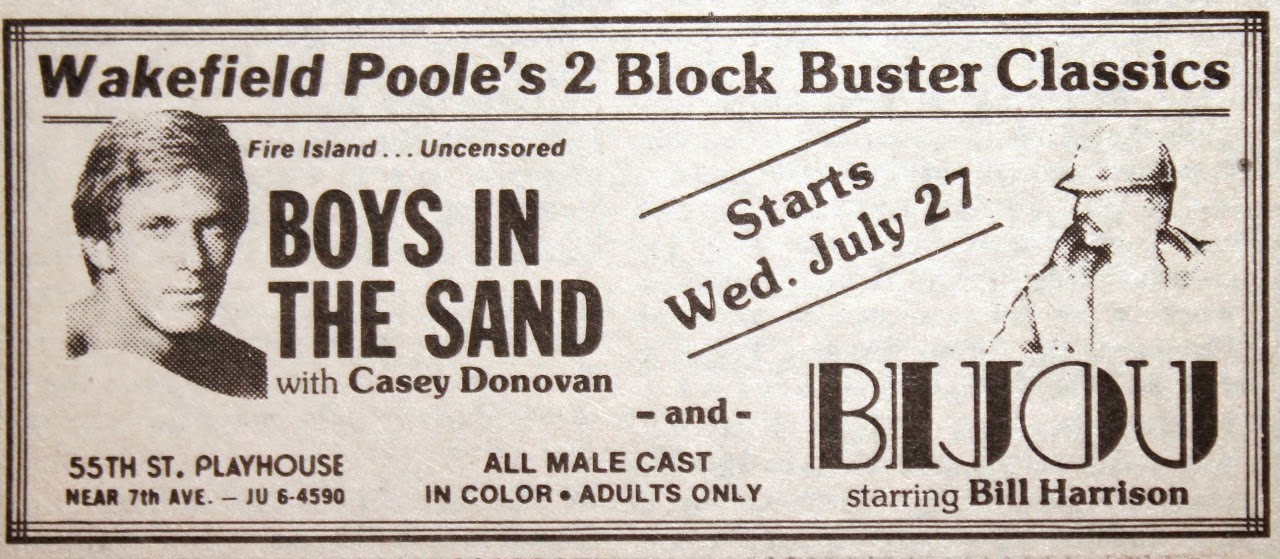 Wakefield Poole's 2 Block Buster Classics
Fire Island... Uncensored
BOYS IN
THE SAND
with Casey Donovan
Starts
Wed. July 27
- and -
BIJOU
starring Bill Harrison
55TH ST. PLAYHOUSE
NEAR 7th AVE. — JU 6-4590
ALL MALE CAST
IN COLOR • ADULTS ONLY